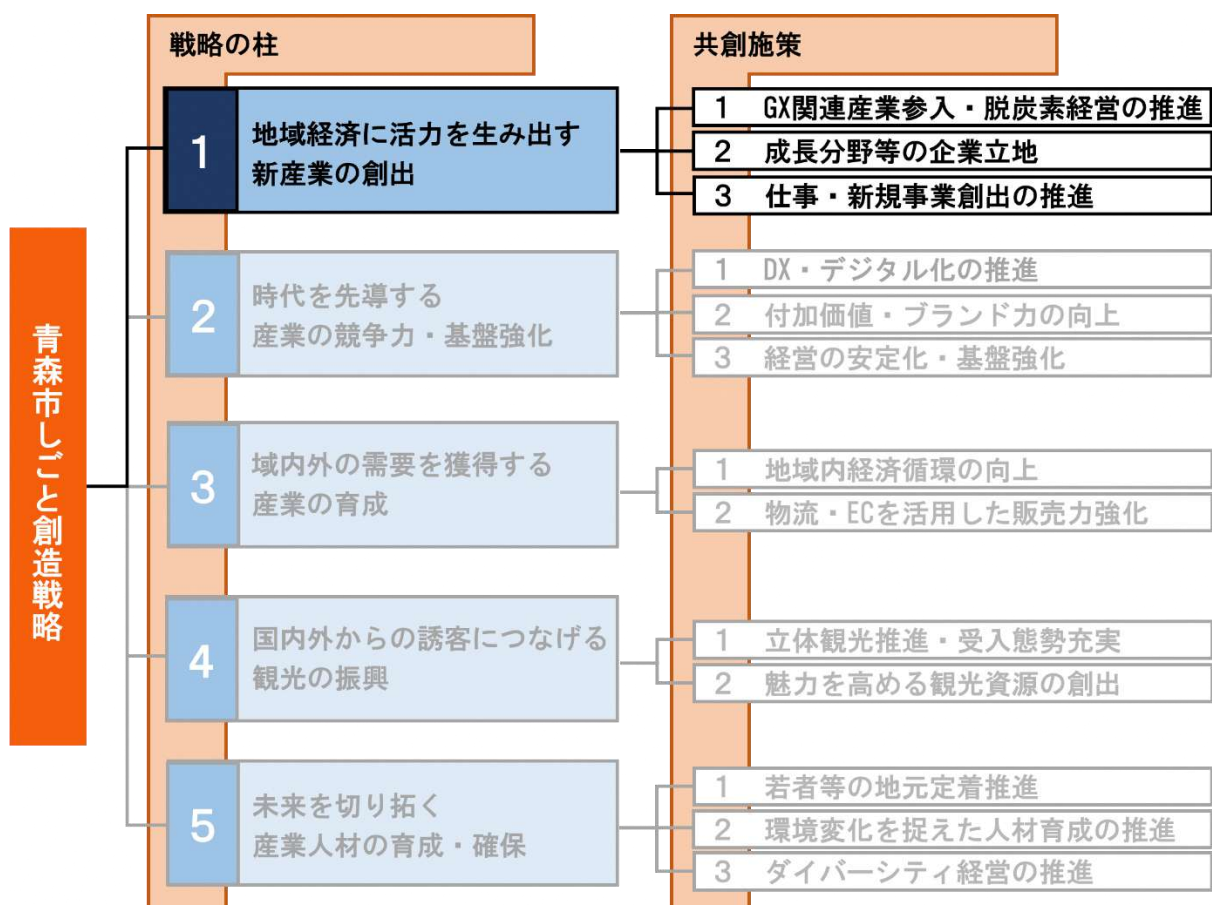 青森市しごと創造戦略
戦略の柱
共創施策
1
地域経済に活力を生み出す
新産業の創出
1 GX関連産業参入・脱炭素経営の推進
2 成長分野等の企業立地
3 仕事・新規事業創出の推進
2
時代を先導する
産業の競争力・基盤強化
1 DX・デジタル化の推進
2 付加価値・ブランド力の向上
3 経営の安定化・基盤強化
3
域内外の需要を獲得する
産業の育成
1 地域内経済循環の向上
2 物流・ECを活用した販売力強化
4
国内外からの誘客につなげる
観光の振興
1 立体観光推進・受入態勢充実
2 魅力を高める観光資源の創出
5
未来を切り拓く
産業人材の育成・確保
1 若者等の地元定着推進
2 環境変化を捉えた人材育成の推進
3 ダイバーシティ経営の推進